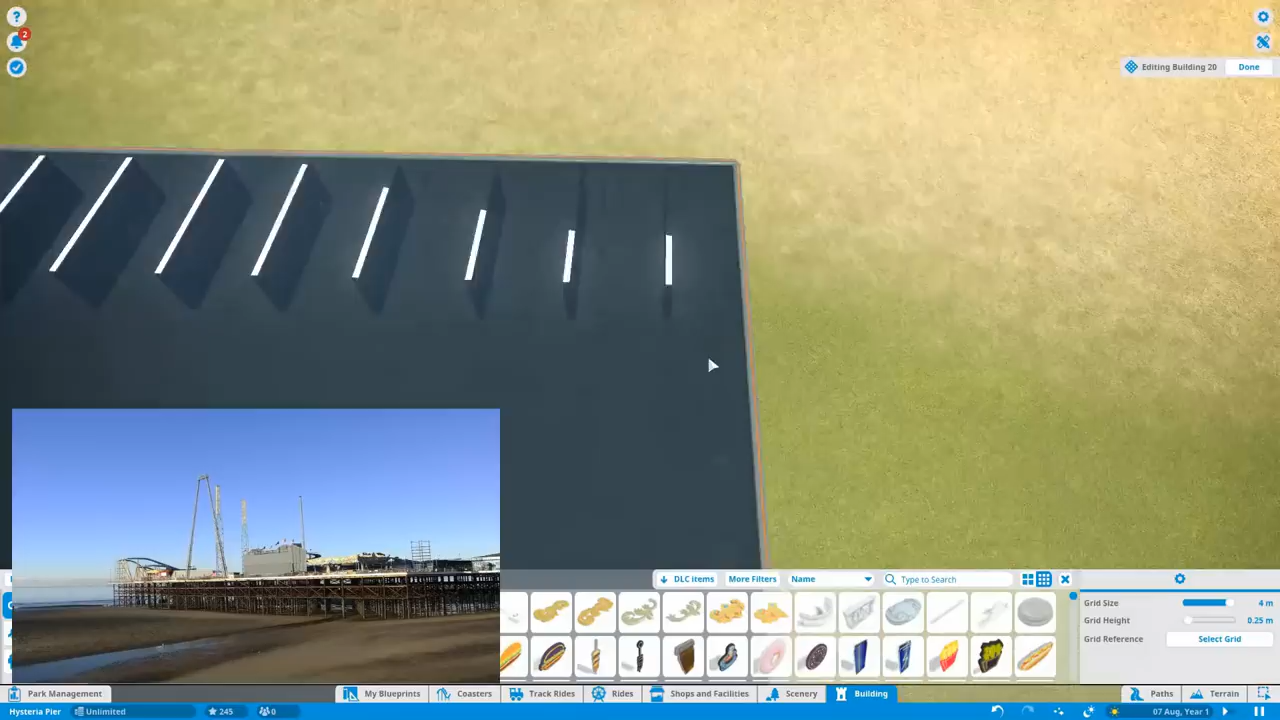 ?
2
Editing Building 20 Done
DLC items More Filters Name Type to Search
Grid Size 4 m
Grid Height 0.25 m
Grid Reference Select Grid
Park Management My Blueprints Coasters Track Rides Rides Shops and Facilities Scenery Building Paths Terrain
Hysteria Pier Unlimited 245 0 07 Aug, Year 1